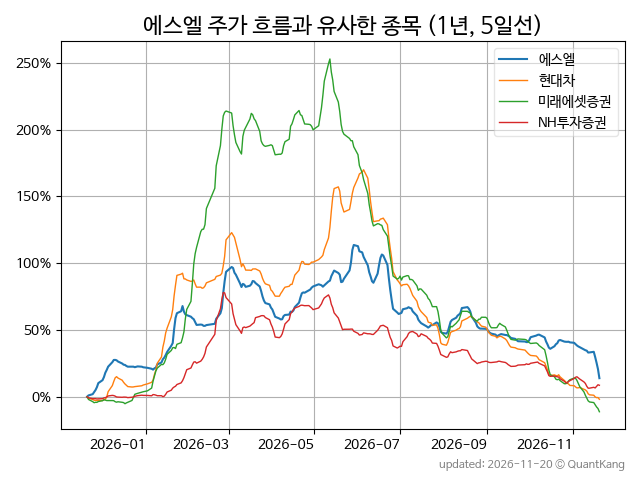 에스엘 주가 흐름과 유사한 종목 (1년, 5일선)
에스엘
현대차
미래에셋증권
NH투자증권
250%
200%
150%
100%
50%
0%
2026-01
2026-03
2026-05
2026-07
2026-09
2026-11
updated: 2026-11-20 © QuantKang